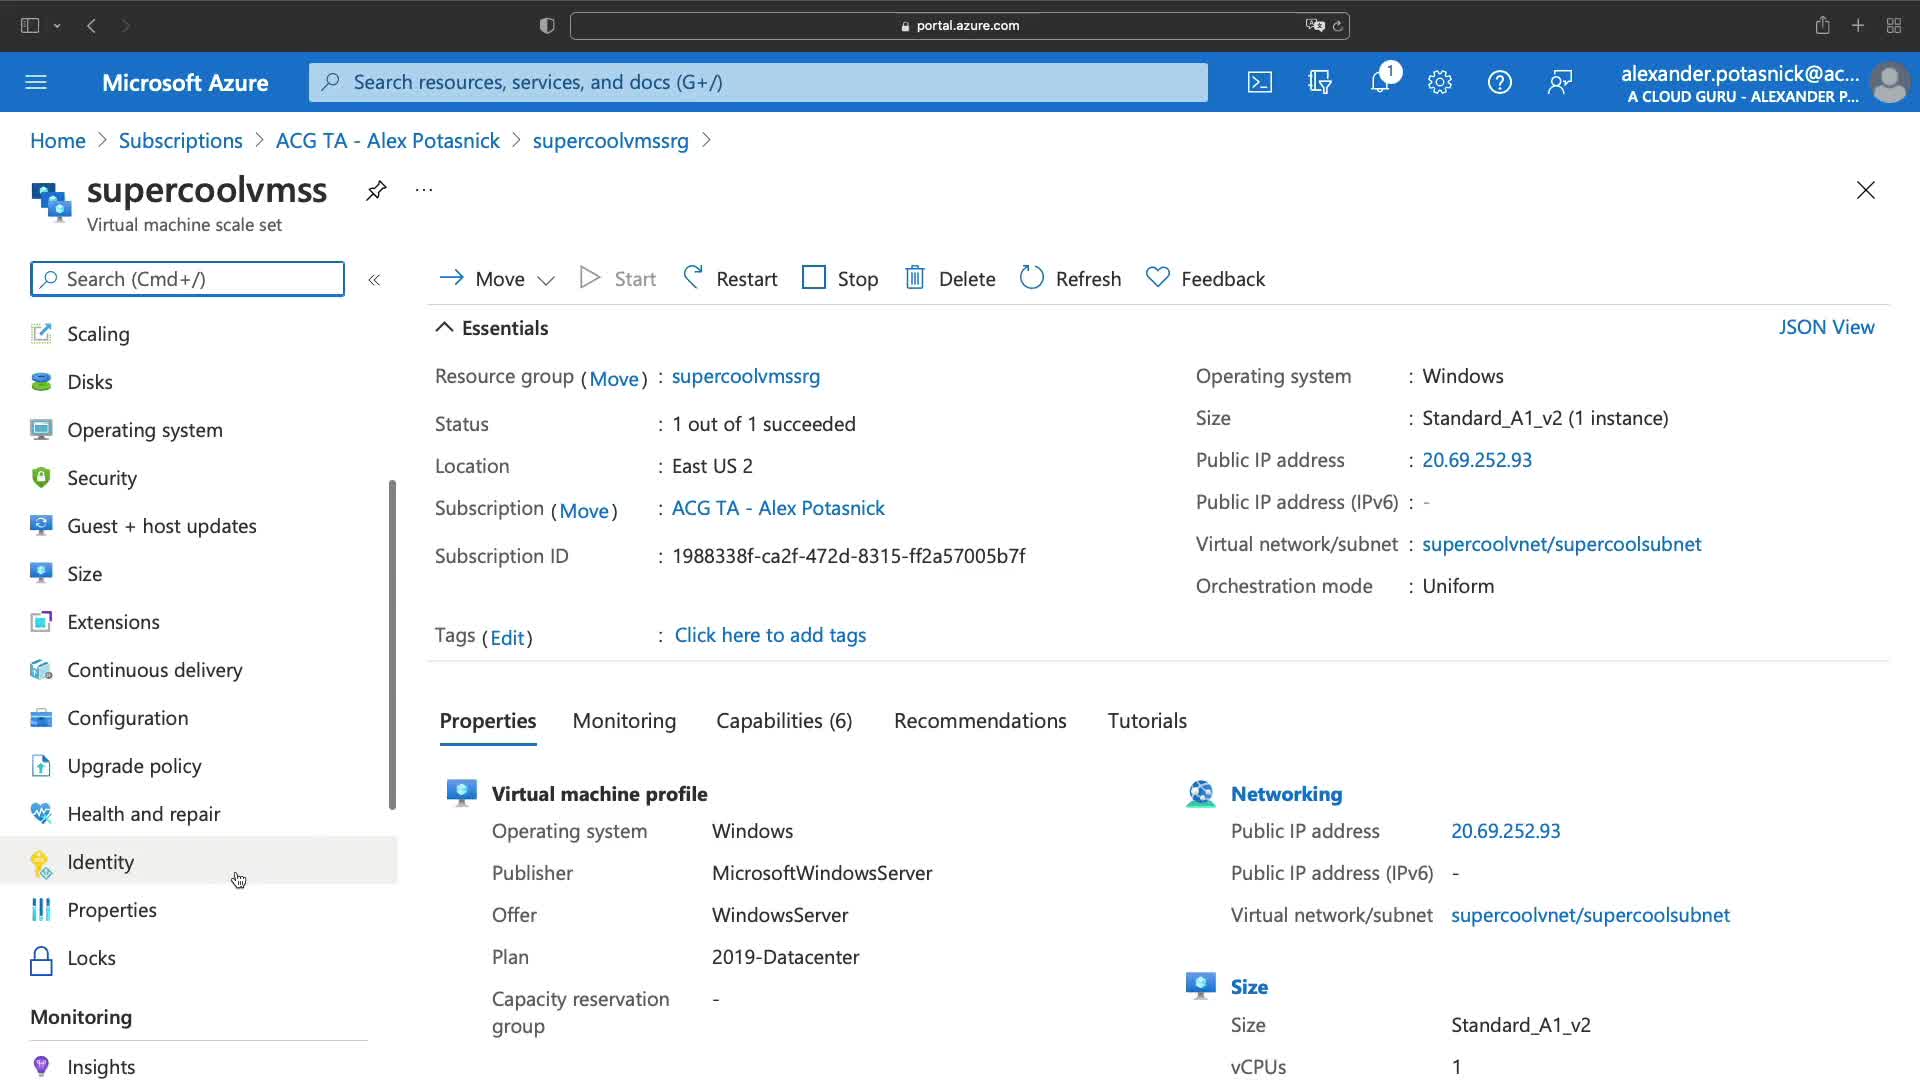 portal.azure.com
Microsoft Azure
Search resources, services, and docs (G+/)
1
alexander.potasnick@ac...
A CLOUD GURU - ALEXANDER P...
Home > Subscriptions > ACG TA - Alex Potasnick > supercoolvmssrg >
supercoolvmss
...
Virtual machine scale set
Search (Cmd+/)
«
Move
Start
Restart
Stop
Delete
Refresh
Feedback
Scaling
Disks
Operating system
Security
Guest + host updates
Size
Extensions
Continuous delivery
Configuration
Upgrade policy
Health and repair
Identity
Properties
Locks
Monitoring
Insights
Essentials
JSON View
Resource group (Move) : supercoolvmssrg
Status : 1 out of 1 succeeded
Location : East US 2
Subscription (Move) : ACG TA - Alex Potasnick
Subscription ID : 1988338f-ca2f-472d-8315-ff2a57005b7f
Tags (Edit) : Click here to add tags
Operating system : Windows
Size : Standard_A1_v2 (1 instance)
Public IP address : 20.69.252.93
Public IP address (IPv6) : -
Virtual network/subnet : supercoolvnet/supercoolsubnet
Orchestration mode : Uniform
Properties
Monitoring
Capabilities (6)
Recommendations
Tutorials
Virtual machine profile
Operating system Windows
Publisher MicrosoftWindowsServer
Offer WindowsServer
Plan 2019-Datacenter
Capacity reservation -
group
Networking
Public IP address 20.69.252.93
Public IP address (IPv6) -
Virtual network/subnet supercoolvnet/supercoolsubnet
Size
Size Standard_A1_v2
vCPUs 1